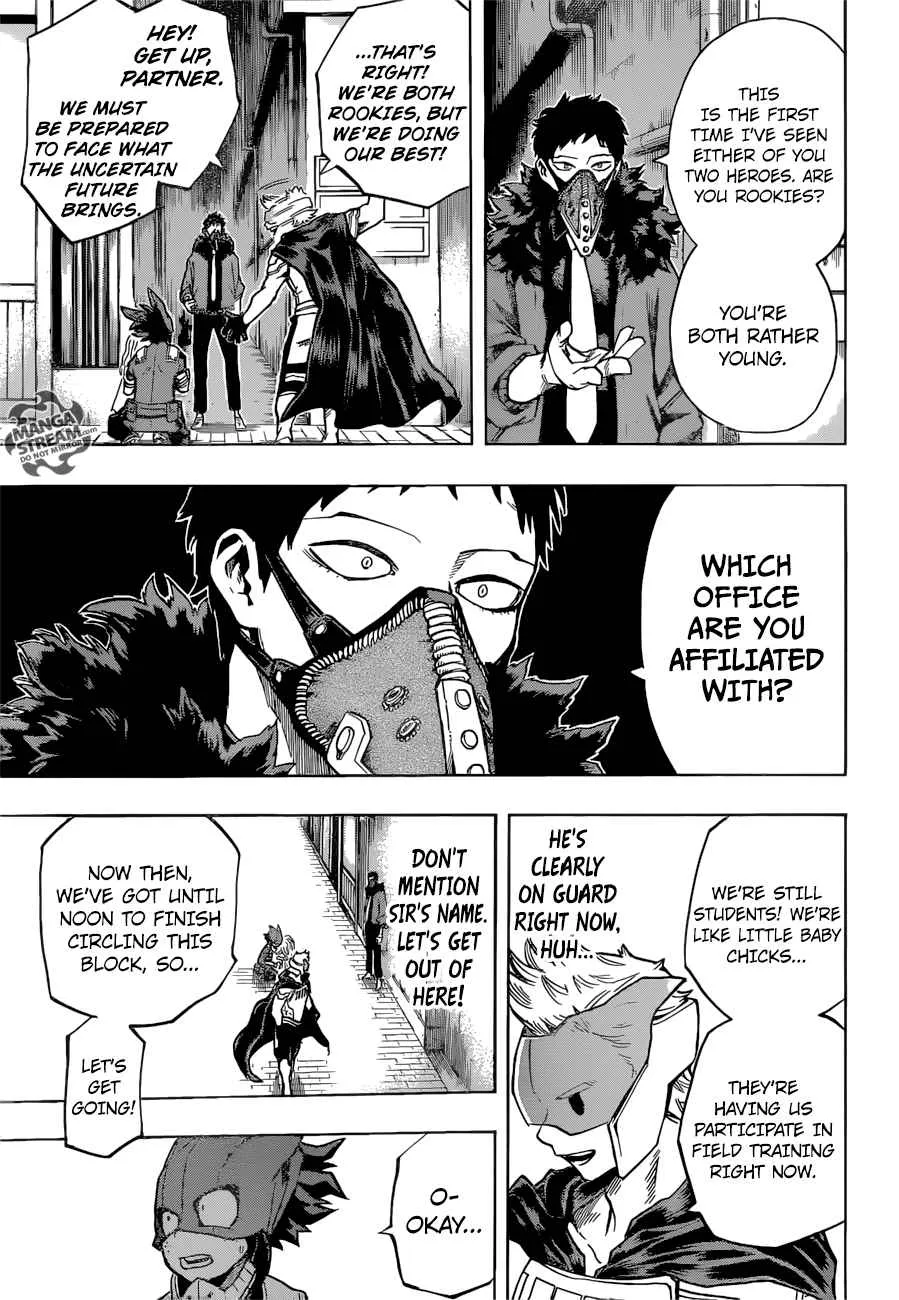 THIS
IS THE FIRST
TIME I'VE SEEN
EITHER OF YOU
TWO HEROES. ARE
YOU ROOKIES?
YOU'RE
BOTH RATHER
YOUNG.
...THAT'S
RIGHT!
WE'RE BOTH
ROOKIES, BUT
WE'RE DOING
OUR BEST!
HEY!
GET UP,
PARTNER.
WE MUST
BE PREPARED
TO FACE WHAT
THE UNCERTAIN
FUTURE
BRINGS.
MANGA
STREAM.com
DO NOT MIRROR
WHICH
OFFICE
ARE YOU
AFFILIATED
WITH?
WE'RE STILL
STUDENTS! WE'RE
LIKE LITTLE BABY
CHICKS...
HE'S
CLEARLY
ON GUARD
RIGHT NOW,
HUH...
THEY'RE
HAVING US
PARTICIPATE IN
FIELD TRAINING
RIGHT NOW.
DON'T
MENTION
SIR'S NAME.
LET'S GET
OUT OF
HERE!
NOW THEN,
WE'VE GOT UNTIL
NOON TO FINISH
CIRCLING THIS
BLOCK, SO...
LET'S
GET
GOING!
O-
OKAY...